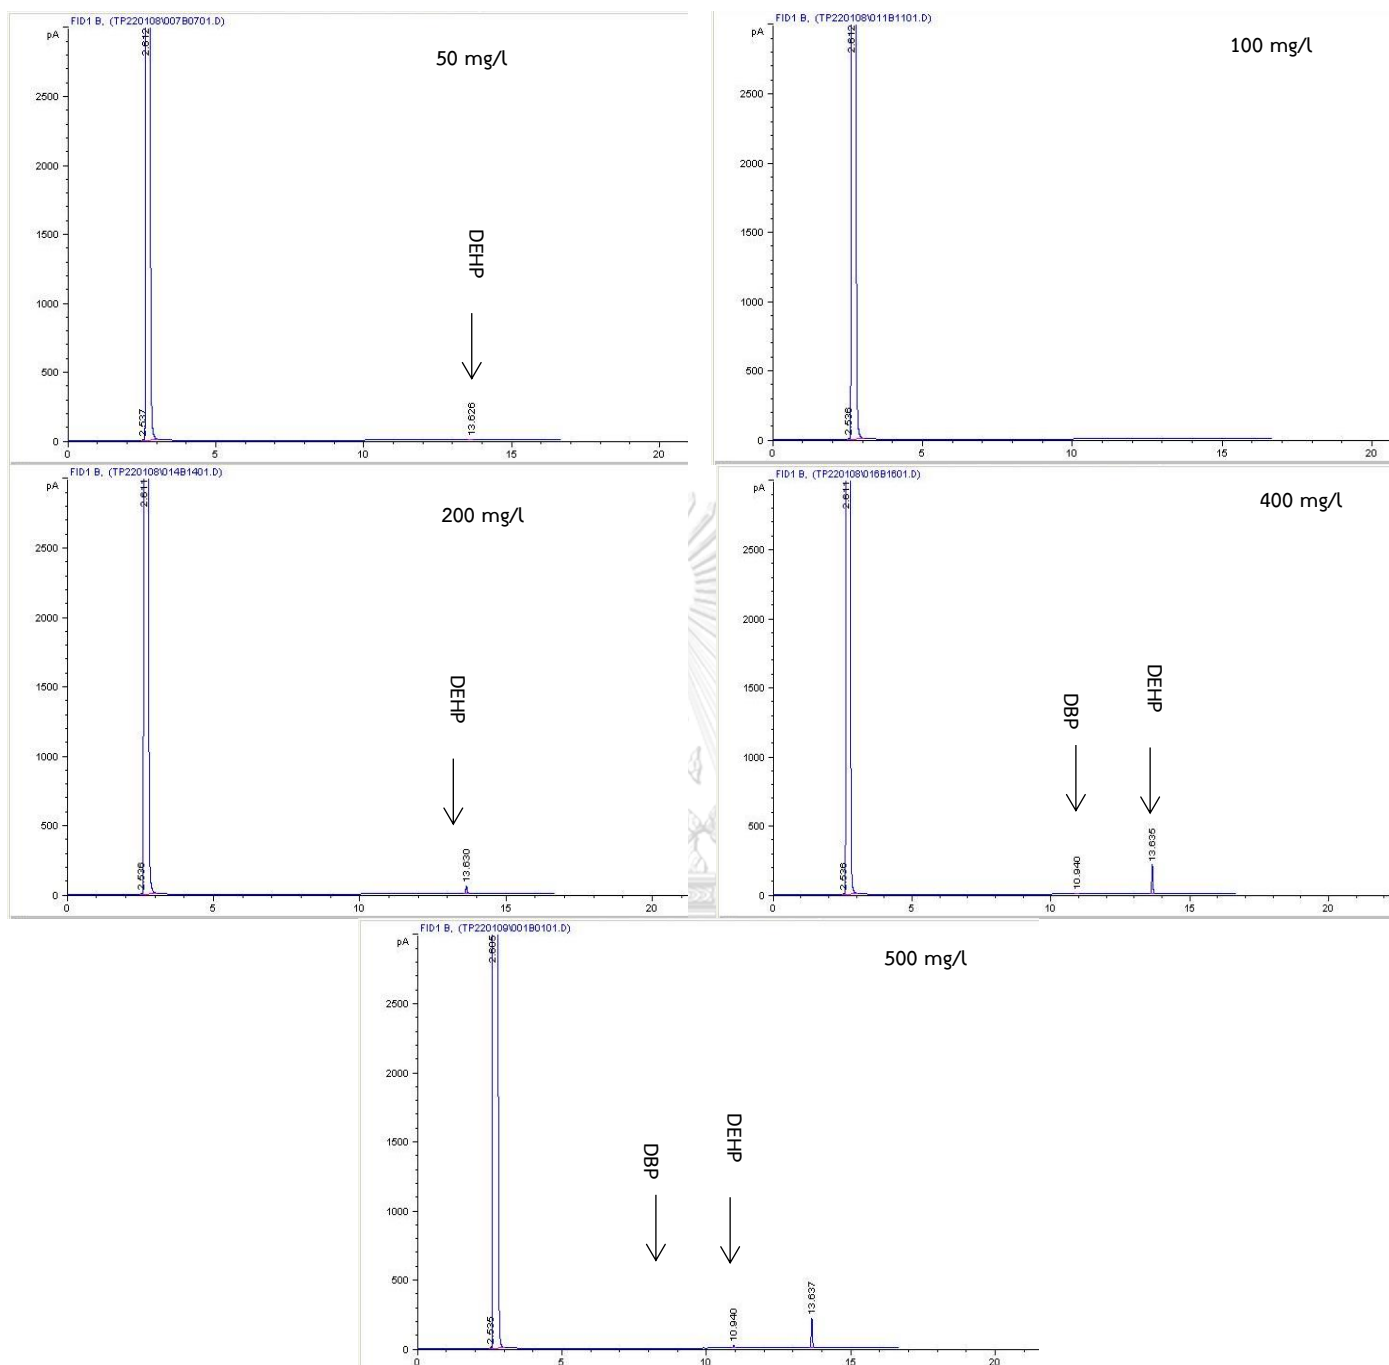 FID1 B, (TP220108\007B0701.D)
pA
50 mg/l
2.612
2500
2000
1500
1000
500
0
DEHP
2.537
13.626
0 5 10 15 20
FID1 B, (TP220108\011B1101.D)
pA
100 mg/l
2.612
2500
2000
1500
1000
500
0
2.536
0 5 10 15 20
FID1 B, (TP220108\014B1401.D)
pA
200 mg/l
2.611
2500
2000
1500
1000
500
0
DEHP
2.536
13.630
0 5 10 15 20
FID1 B, (TP220108\016B1601.D)
pA
400 mg/l
2.611
2500
2000
1500
1000
500
0
DBP
DEHP
2.536
10.940
13.635
0 5 10 15 20
FID1 B, (TP220109\001B0101.D)
pA
500 mg/l
2.605
2500
2000
1500
1000
500
0
DBP
DEHP
2.535
10.940
13.637
0 5 10 15 20